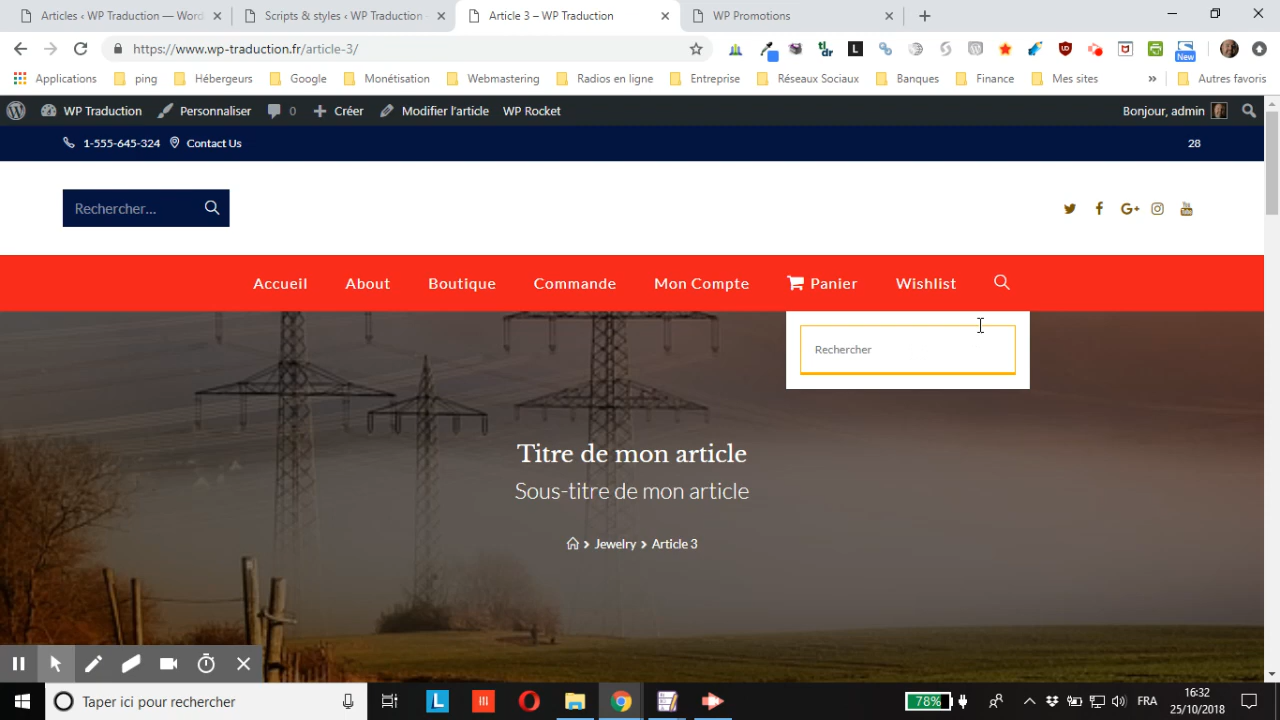 Articles ‹ WP Traduction — Word
Scripts & styles ‹ WP Traduction
Article 3 – WP Traduction
WP Promotions
https://www.wp-traduction.fr/article-3/
tl;
dr
L
New
Applications
ping
Hébergeurs
Google
Monétisation
Webmastering
Radios en ligne
Entreprise
Réseaux Sociaux
Banques
Finance
Mes sites
»
Autres favoris
WP Traduction
Personnaliser
0
Créer
Modifier l'article
WP Rocket
Bonjour, admin
1-555-645-324
Contact Us
28
Rechercher...
Accueil
About
Boutique
Commande
Mon Compte
Panier
Wishlist
Rechercher
Titre de mon article
Sous-titre de mon article
Jewelry
Article 3
Taper ici pour rechercher
L
78%
FRA
16:32
25/10/2018